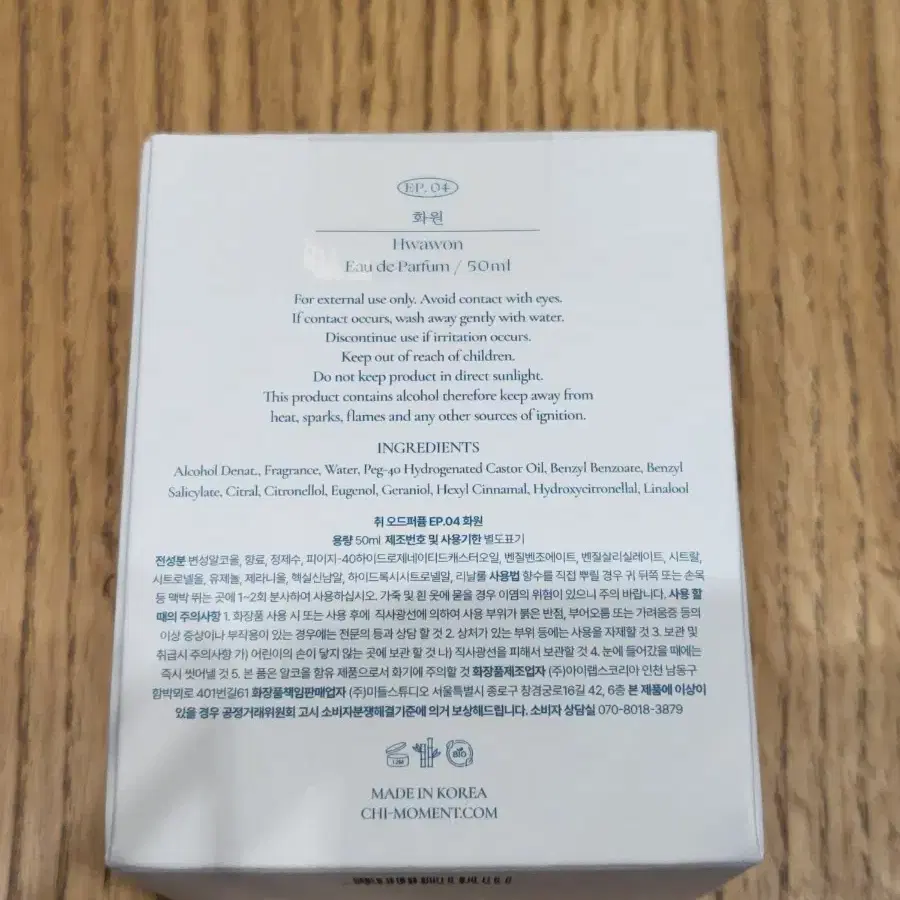 EP. 04
화원
Hwawon
Eau de Parfum / 50ml
For external use only. Avoid contact with eyes.
If contact occurs, wash away gently with water.
Discontinue use if irritation occurs.
Keep out of reach of children.
Do not keep product in direct sunlight.
This product contains alcohol therefore keep away from
heat, sparks, flames and any other sources of ignition.
INGREDIENTS
Alcohol Denat., Fragrance, Water, Peg-40 Hydrogenated Castor Oil, Benzyl Benzoate, Benzyl
Salicylate, Citral, Citronellol, Eugenol, Geraniol, Hexyl Cinnamal, Hydroxycitronellal, Linalool
취 오드퍼퓸 EP.04 화원
용량 50ml 제조번호 및 사용기한 별도표기
전성분 변성알코올, 향료, 정제수, 피이지-40하이드로제네이티드캐스터오일, 벤질벤조에이트, 벤질살리실레이트, 시트랄,
시트로넬올, 유제놀, 제라니올, 헥실신남알, 하이드록시시트로넬알, 리날룰 사용법 향수를 직접 뿌릴 경우 귀 뒤쪽 또는 손목
등 맥박 뛰는 곳에 1~2회 분사하여 사용하십시오. 가죽 및 흰 옷에 묻을 경우 이염의 위험이 있으니 주의 바랍니다. 사용 할
때의 주의사항 1. 화장품 사용 시 또는 사용 후에 직사광선에 의하여 사용 부위가 붉은 반점, 부어오름 또는 가려움증 등의
이상 증상이나 부작용이 있는 경우에는 전문의 등과 상담 할 것 2. 상처가 있는 부위 등에는 사용을 자제할 것 3. 보관 및
취급시 주의사항 가) 어린이의 손이 닿지 않는 곳에 보관 할 것 나) 직사광선을 피해서 보관할 것 4. 눈에 들어갔을 때에는
즉시 씻어낼 것 5. 본 품은 알코올 함유 제품으로서 화기에 주의할 것 화장품제조업자 (주)아이랩스코리아 인천 남동구
함박뫼로 401번길61 화장품책임판매업자 (주)미들스튜디오 서울특별시 종로구 창경궁로16길 42, 6층 본 제품에 이상이
있을 경우 공정거래위원회 고시 소비자분쟁해결기준에 의거 보상해드립니다. 소비자 상담실 070-8018-3879
12M
BIO
MADE IN KOREA
CHI-MOMENT.COM